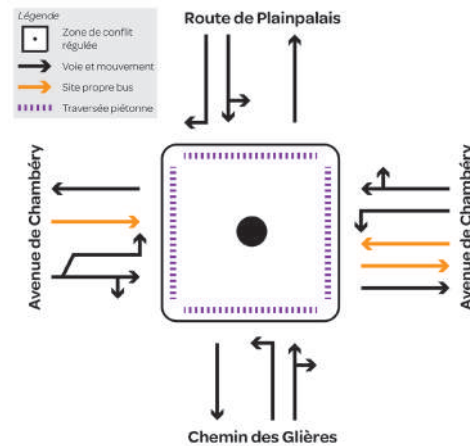 Route de Plainpalais
Légende
Zone de conflit
régulée
Voie et mouvement
Site propre bus
Traversée piétonne
Avenue de Chambéry
Avenue de Chambéry
Chemin des Glières